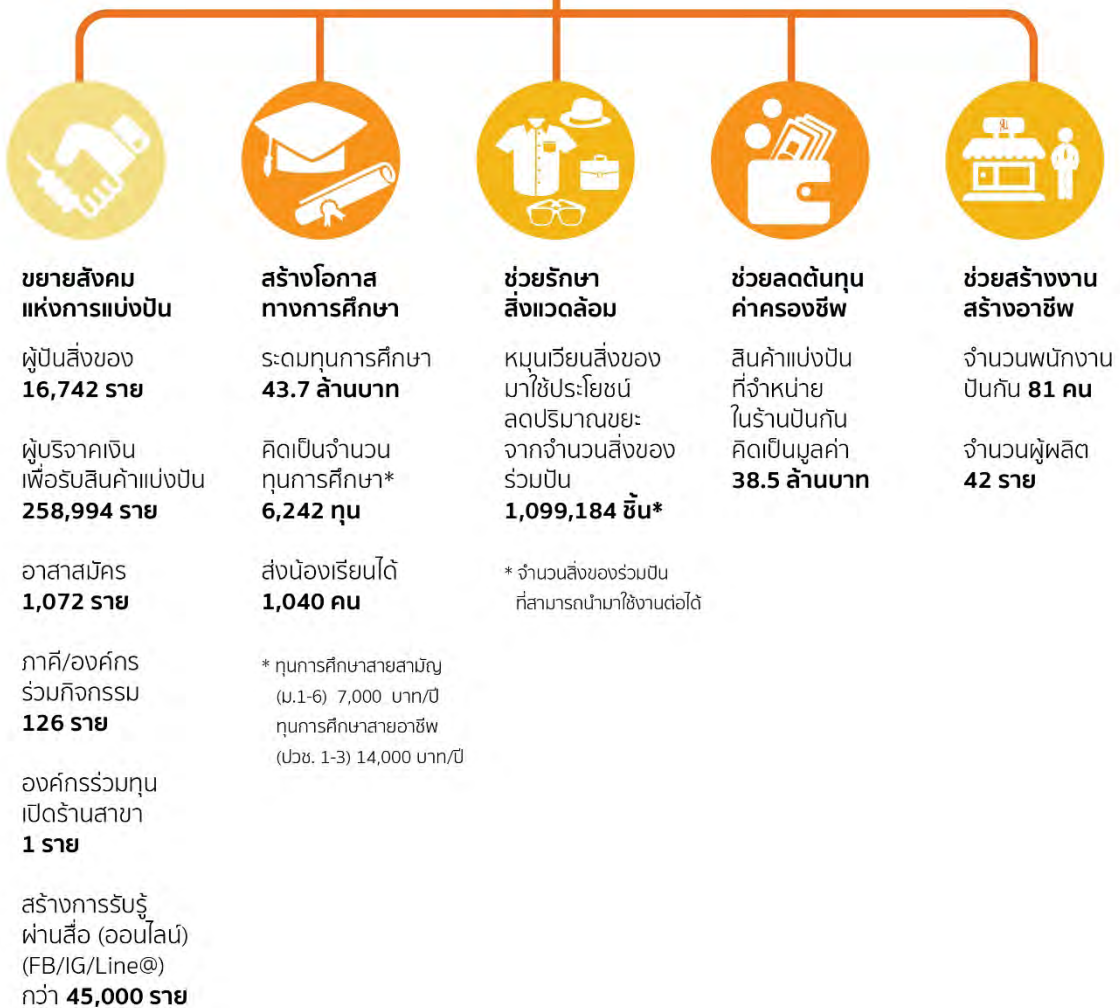 ขยายสังคม
แห่งการแบ่งปัน
ผู้ปันสิ่งของ
16,742 ราย
ผู้บริจาคเงิน
เพื่อรับสินค้าแบ่งปัน
258,994 ราย
อาสาสมัคร
1,072 ราย
ภาคี/องค์กร
ร่วมกิจกรรม
126 ราย
องค์กรร่วมทุน
เปิดร้านสาขา
1 ราย
สร้างการรับรู้
ผ่านสื่อ (ออนไลน์)
(FB/IG/Line@)
กว่า 45,000 ราย
สร้างโอกาส
ทางการศึกษา
ระดมทุนการศึกษา
43.7 ล้านบาท
คิดเป็นจำนวน
ทุนการศึกษา*
6,242 ทุน
ส่งน้องเรียนได้
1,040 คน
* ทุนการศึกษาสายสามัญ
(ม.1-6) 7,000 บาท/ปี
ทุนการศึกษาสายอาชีพ
(ปวช. 1-3) 14,000 บาท/ปี
ช่วยรักษา
สิ่งแวดล้อม
หมุนเวียนสิ่งของ
มาใช้ประโยชน์
ลดปริมาณขยะ
จากจำนวนสิ่งของ
ร่วมปัน
1,099,184 ชิ้น*
* จำนวนสิ่งของร่วมปัน
ที่สามารถนำมาใช้งานต่อได้
ช่วยลดต้นทุน
ค่าครองชีพ
สินค้าแบ่งปัน
ที่จำหน่าย
ในร้านปันกัน
คิดเป็นมูลค่า
38.5 ล้านบาท
ช่วยสร้างงาน
สร้างอาชีพ
จำนวนพนักงาน
ปันกัน 81 คน
จำนวนผู้ผลิต
42 ราย